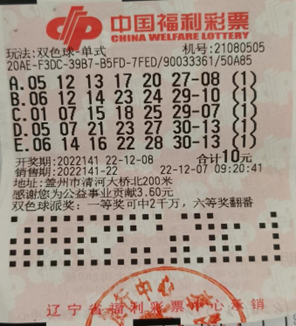 中国福利彩票
CHINA WELFARE LOTTERY
玩法:双色球-单式 机号:21080505
20AE-F3DC-39B7-B5FD-7FED/90033361/50A85
A.05 12 13 17 20 27-08 (1)
B.06 12 14 23 24 29-10 (1)
C.01 07 15 18 25 29-07 (1)
D.05 07 21 23 27 30-13 (1)
E.06 14 16 22 28 30-13 (1)
开奖期:2022141 22-12-08 合计10元
销售期:2022141-22 22-12-07 09:20:41
地址:盖州市清河大桥北200米
感谢您为公益事业贡献3.60元
双色球派奖:一等奖可中2千万,六等奖翻番
辽宁省福利彩票中心承销